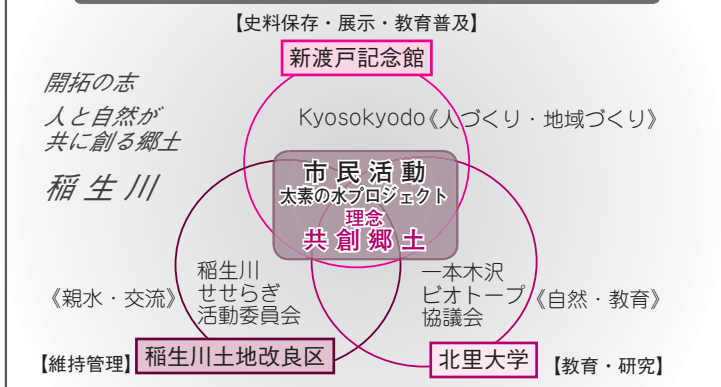 【史料保存・展示・教育普及】
新渡戸記念館
開拓の志
人と自然が
共に創る郷土
稲生川
Kyosokyodo《人づくり・地域づくり》
市民活動
太素の水プロジェクト
理念
共創郷土
稲生川
せせらぎ
活動委員会
《親水・交流》
一本木沢
ビオトープ
協議会
《自然・教育》
【維持管理】
稲生川土地改良区
北里大学
【教育・研究】